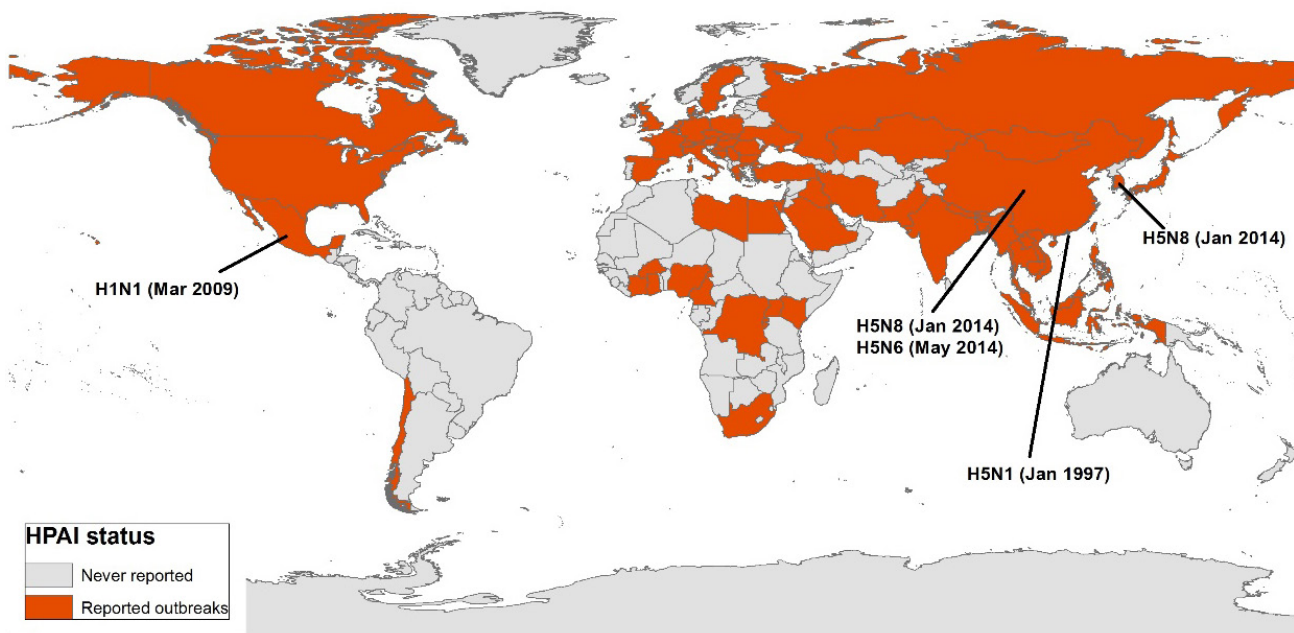 H1N1 (Mar 2009)
H5N8 (Jan 2014)
H5N8 (Jan 2014)
H5N6 (May 2014)
H5N1 (Jan 1997)
HPAI status
Never reported
Reported outbreaks